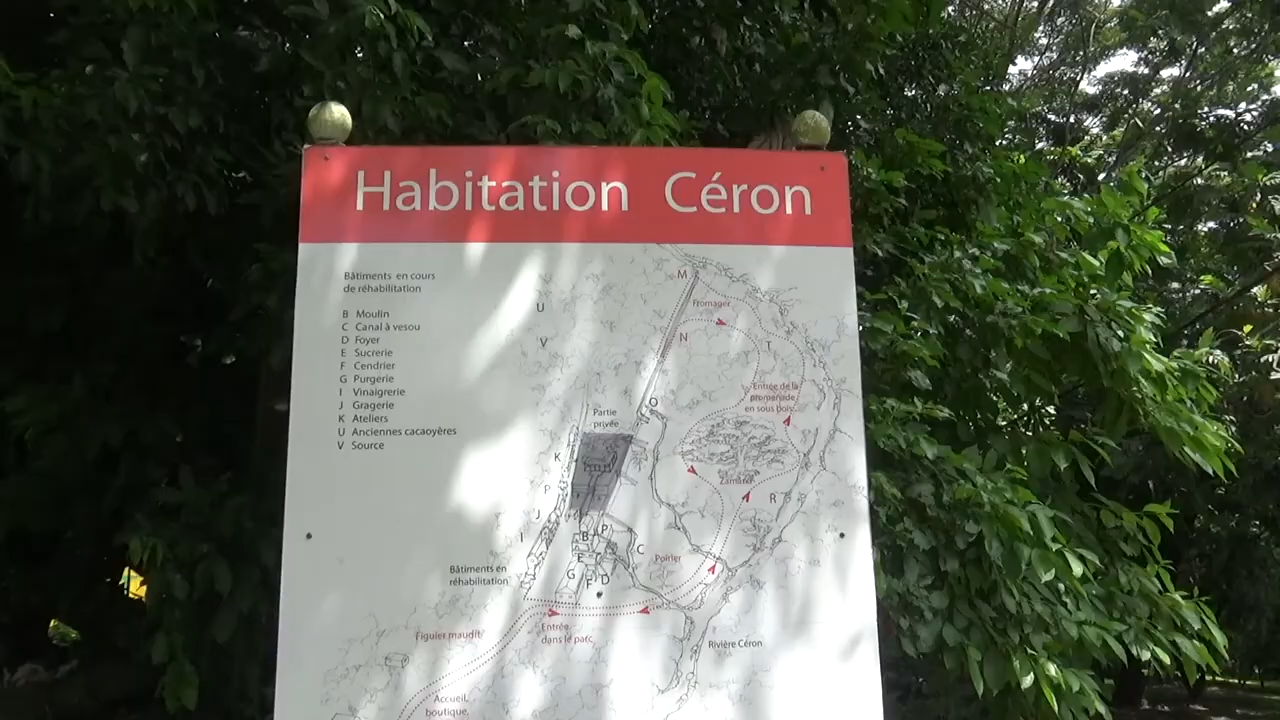 Habitation Céron
Bâtiments en cours
de réhabilitation
B Moulin
C Canal à vesou
D Foyer
E Sucrerie
F Cendrier
G Purgerie
I Vinaigrerie
J Gragerie
K Ateliers
U Anciennes cacaoyères
V Source
M
Fromager
U
N
T
V
Entrée de la
promenade
en sous bois
O
Partie
privée
K
Zamana
P
R
J
P
I
B
C
E
Poirier
Bâtiments en
réhabilitation
G
F
D
Figuier maudit
Entrée
dans le parc
Rivière Céron
Accueil,
boutique,